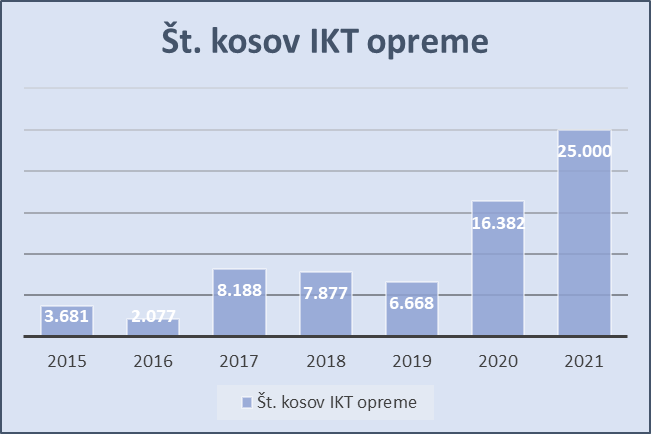 Št. kosov IKT opreme
25.000
16.382
8.188
7.877
6.668
3.681
2.077
2015 2016 2017 2018 2019 2020 2021
Št. kosov IKT opreme